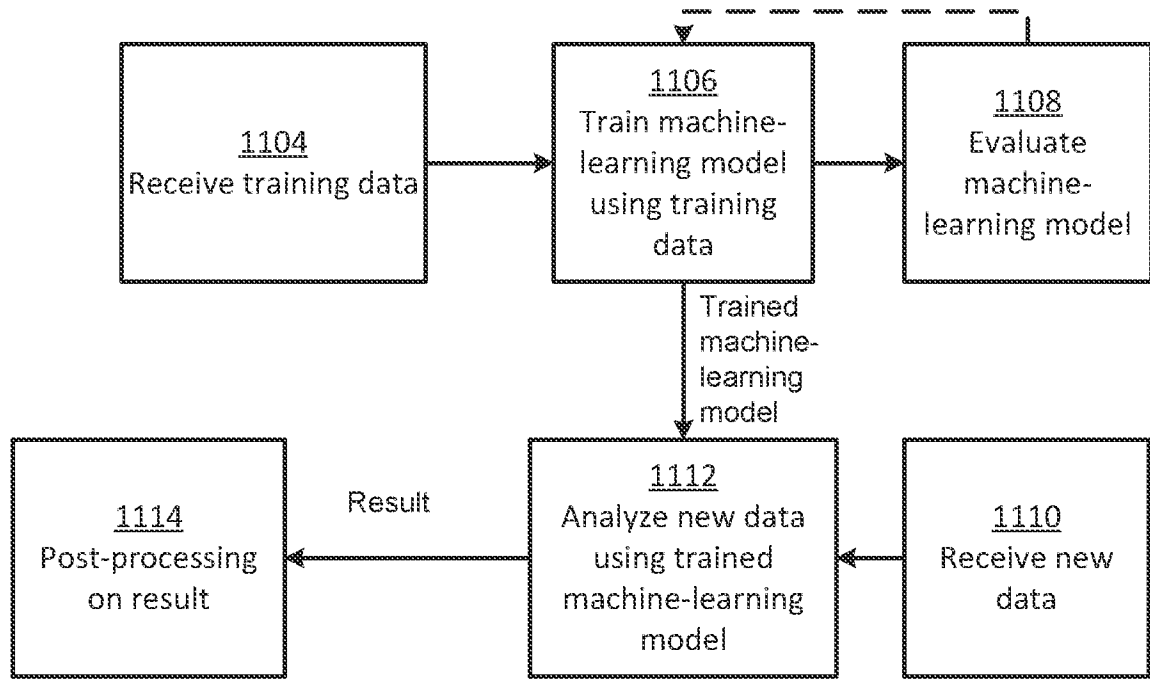 1104
Receive training data
1106
Train machine-
learning model
using training
data
1108
Evaluate
machine-
learning model
Trained
machine-
learning
model
1114
Post-processing
on result
Result
1112
Analyze new data
using trained
machine-learning
model
1110
Receive new
data